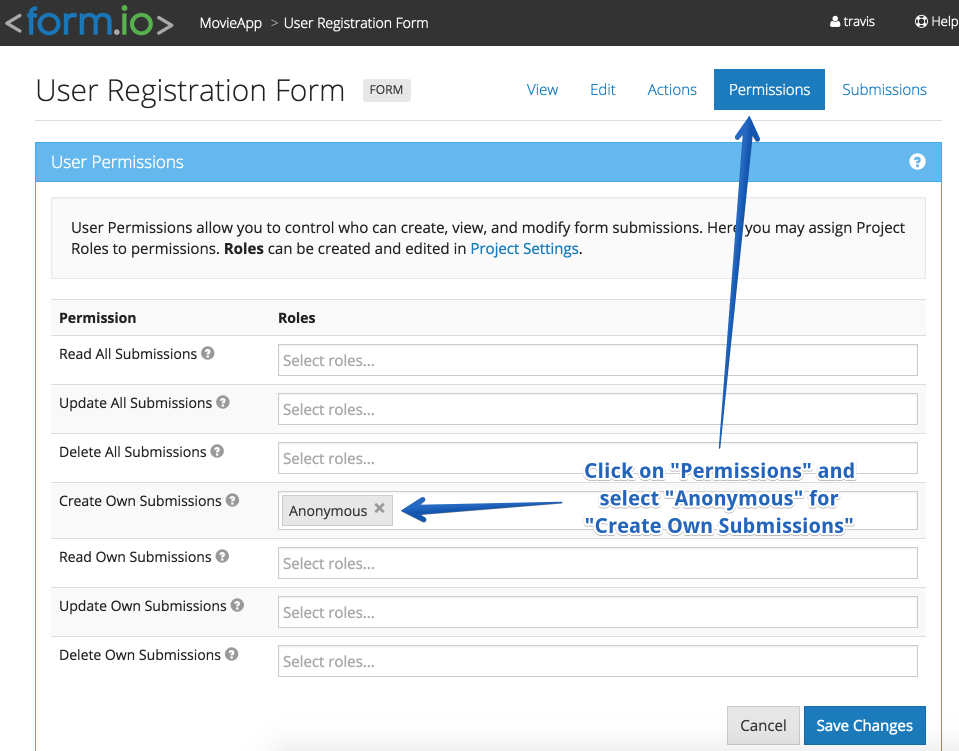 <form.io>
MovieApp > User Registration Form
travis
Help
User Registration Form
FORM
View
Edit
Actions
Permissions
Submissions
User Permissions
User Permissions allow you to control who can create, view, and modify form submissions. Here you may assign Project
Roles to permissions. Roles can be created and edited in Project Settings.
Permission
Roles
Read All Submissions
Select roles...
Update All Submissions
Select roles...
Delete All Submissions
Select roles...
Create Own Submissions
Anonymous ×
Click on "Permissions" and
select "Anonymous" for
"Create Own Submissions"
Read Own Submissions
Select roles...
Update Own Submissions
Select roles...
Delete Own Submissions
Select roles...
Cancel
Save Changes